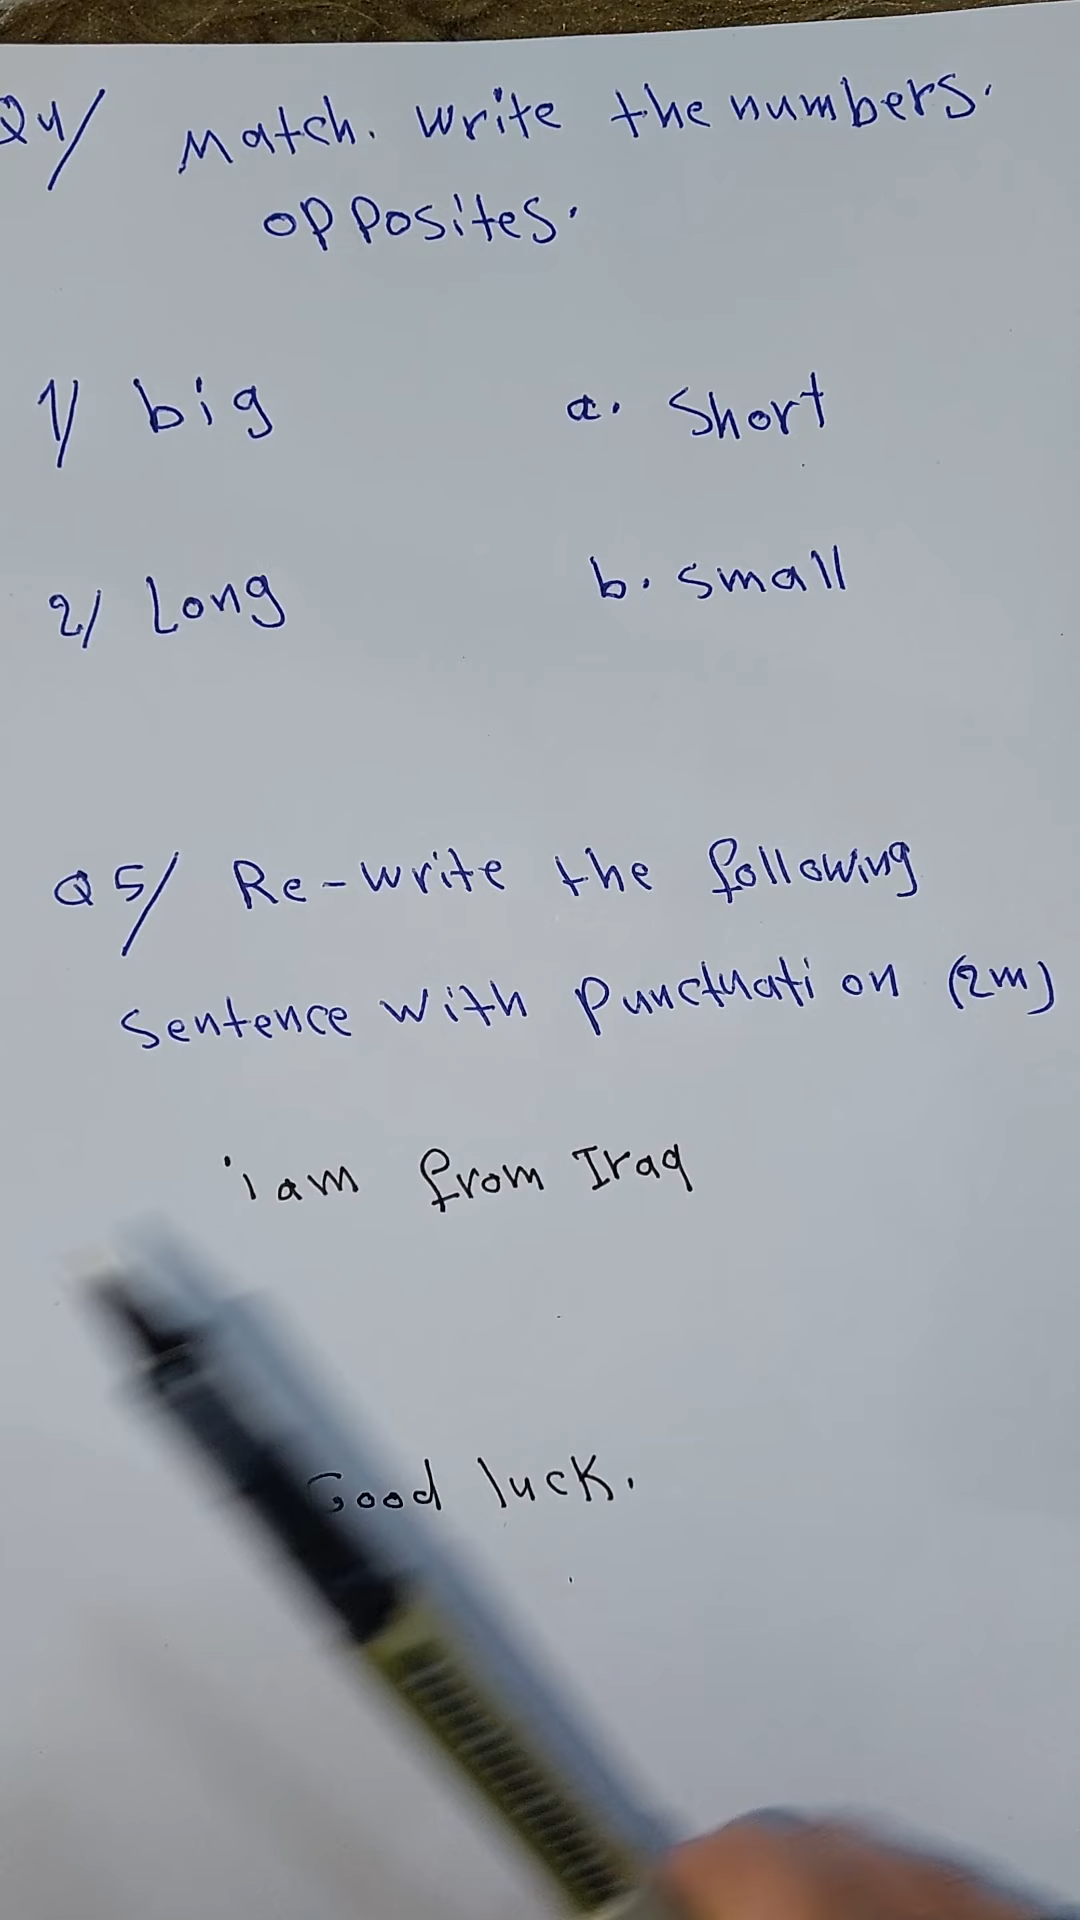 Q4/ Match. Write the numbers.
opposites.
1/ big a. Short
2/ Long b. small
Q5/ Re-write the following
Sentence with Punctuation (2m)
i am from Iraq
Good luck.